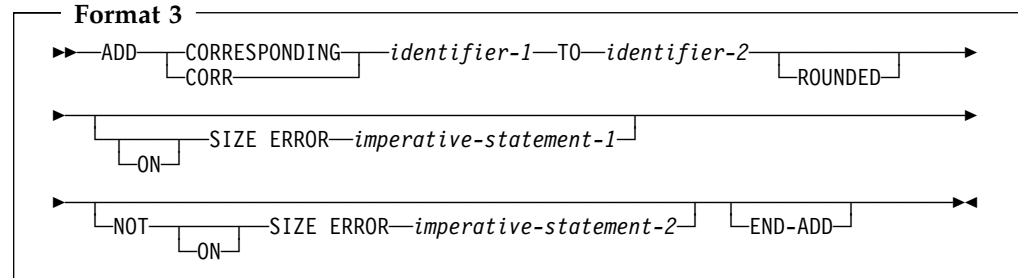 Format 3
ADD CORRESPONDING identifier-1 TO identifier-2
CORR ROUNDED
SIZE ERROR imperative-statement-1
ON
NOT SIZE ERROR imperative-statement-2 END-ADD
ON